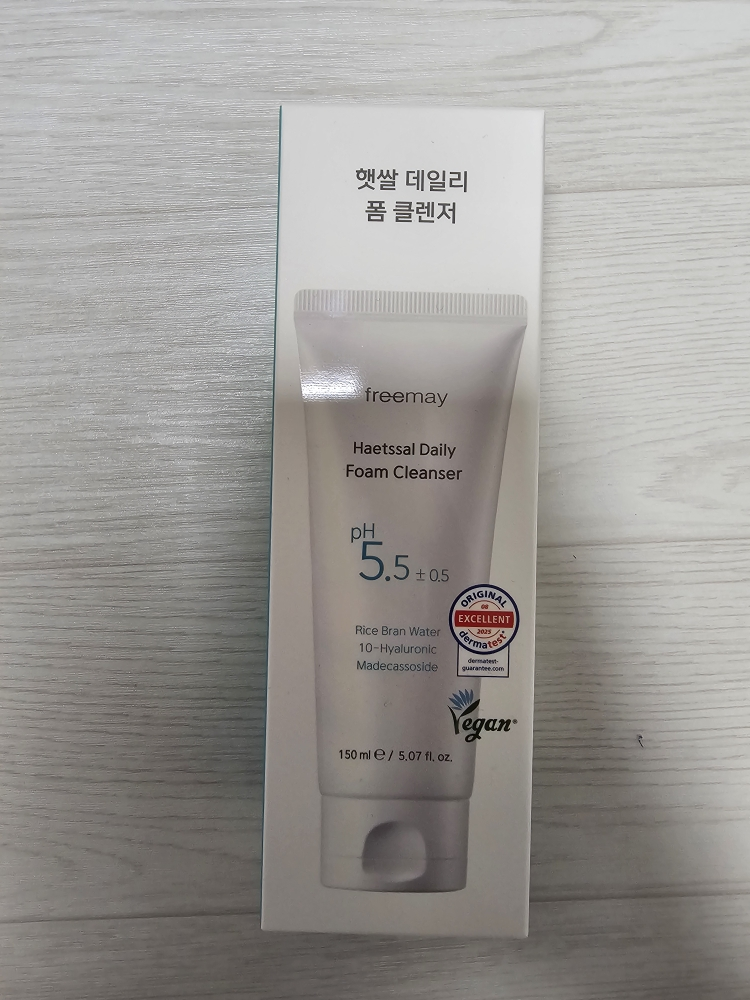 햇쌀 데일리
폼 클렌저
freemay
Haetssal Daily
Foam Cleanser
pH
5.5 ± 0.5
Rice Bran Water
10-Hyaluronic
Madecassoside
ORIGINAL
06
EXCELLENT
2025
dermatest®
dermatest-
guarantee.com
Vegan®
150 ml ℮ / 5.07 fl. oz.